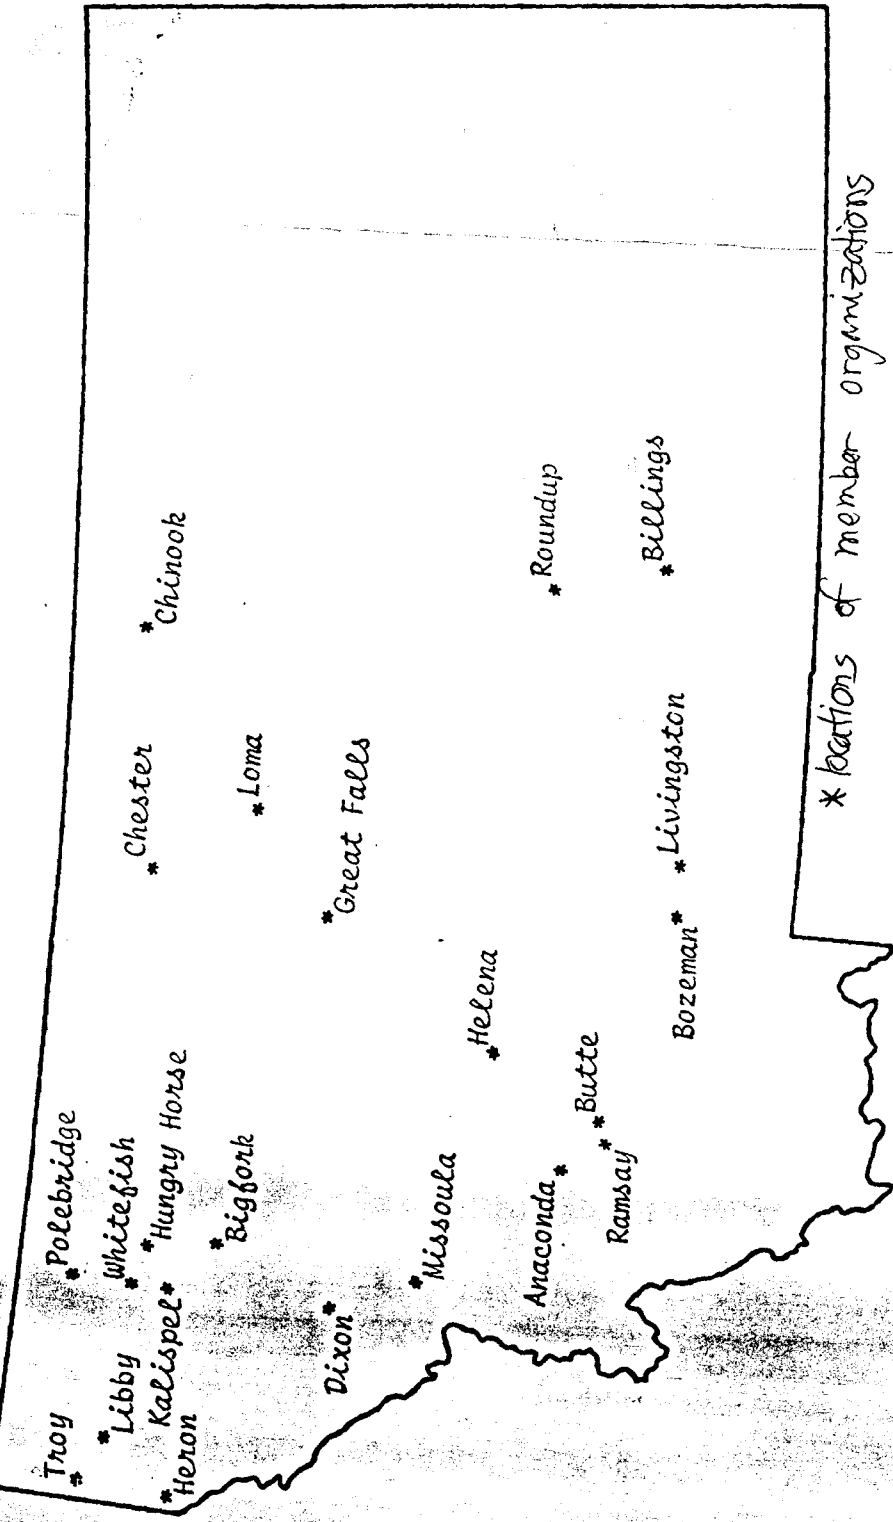 Troy
Polebridge
Libby
Whitefish
Kalispel
Hungry Horse
Heron
Bigfork
Chester
Chinook
Loma
Dixon
Great Falls
Missoula
Helena
Anaconda
Butte
Ramsay
Roundup
Bozeman
Livingston
Billings
* locations of member organizations